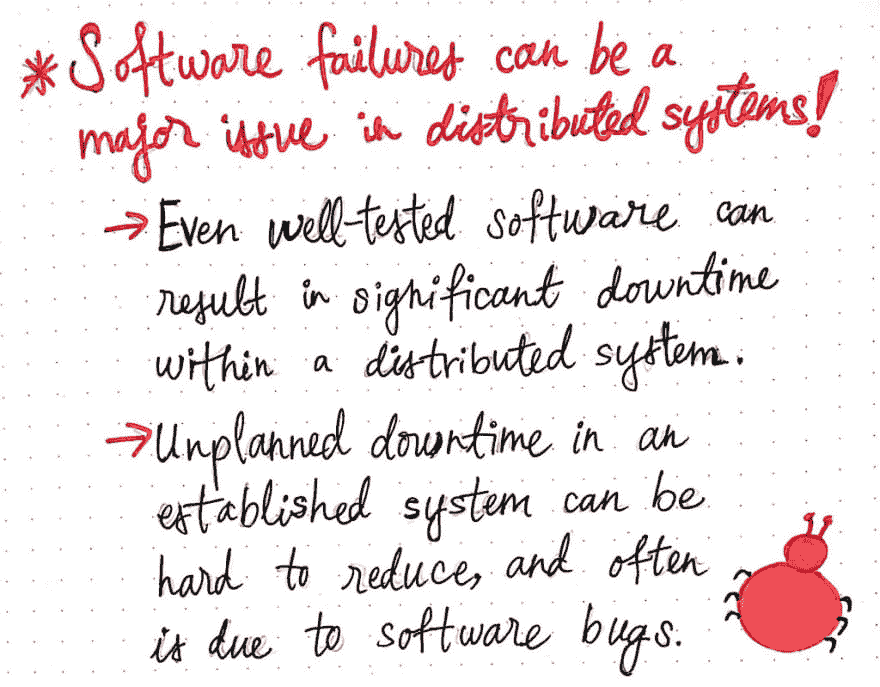 * Software failures can be a
major issue in distributed systems!
→ Even well-tested software can
result in significant downtime
within a distributed system.
→ Unplanned downtime in an
established system can be
hard to reduce, and often
is due to software bugs.